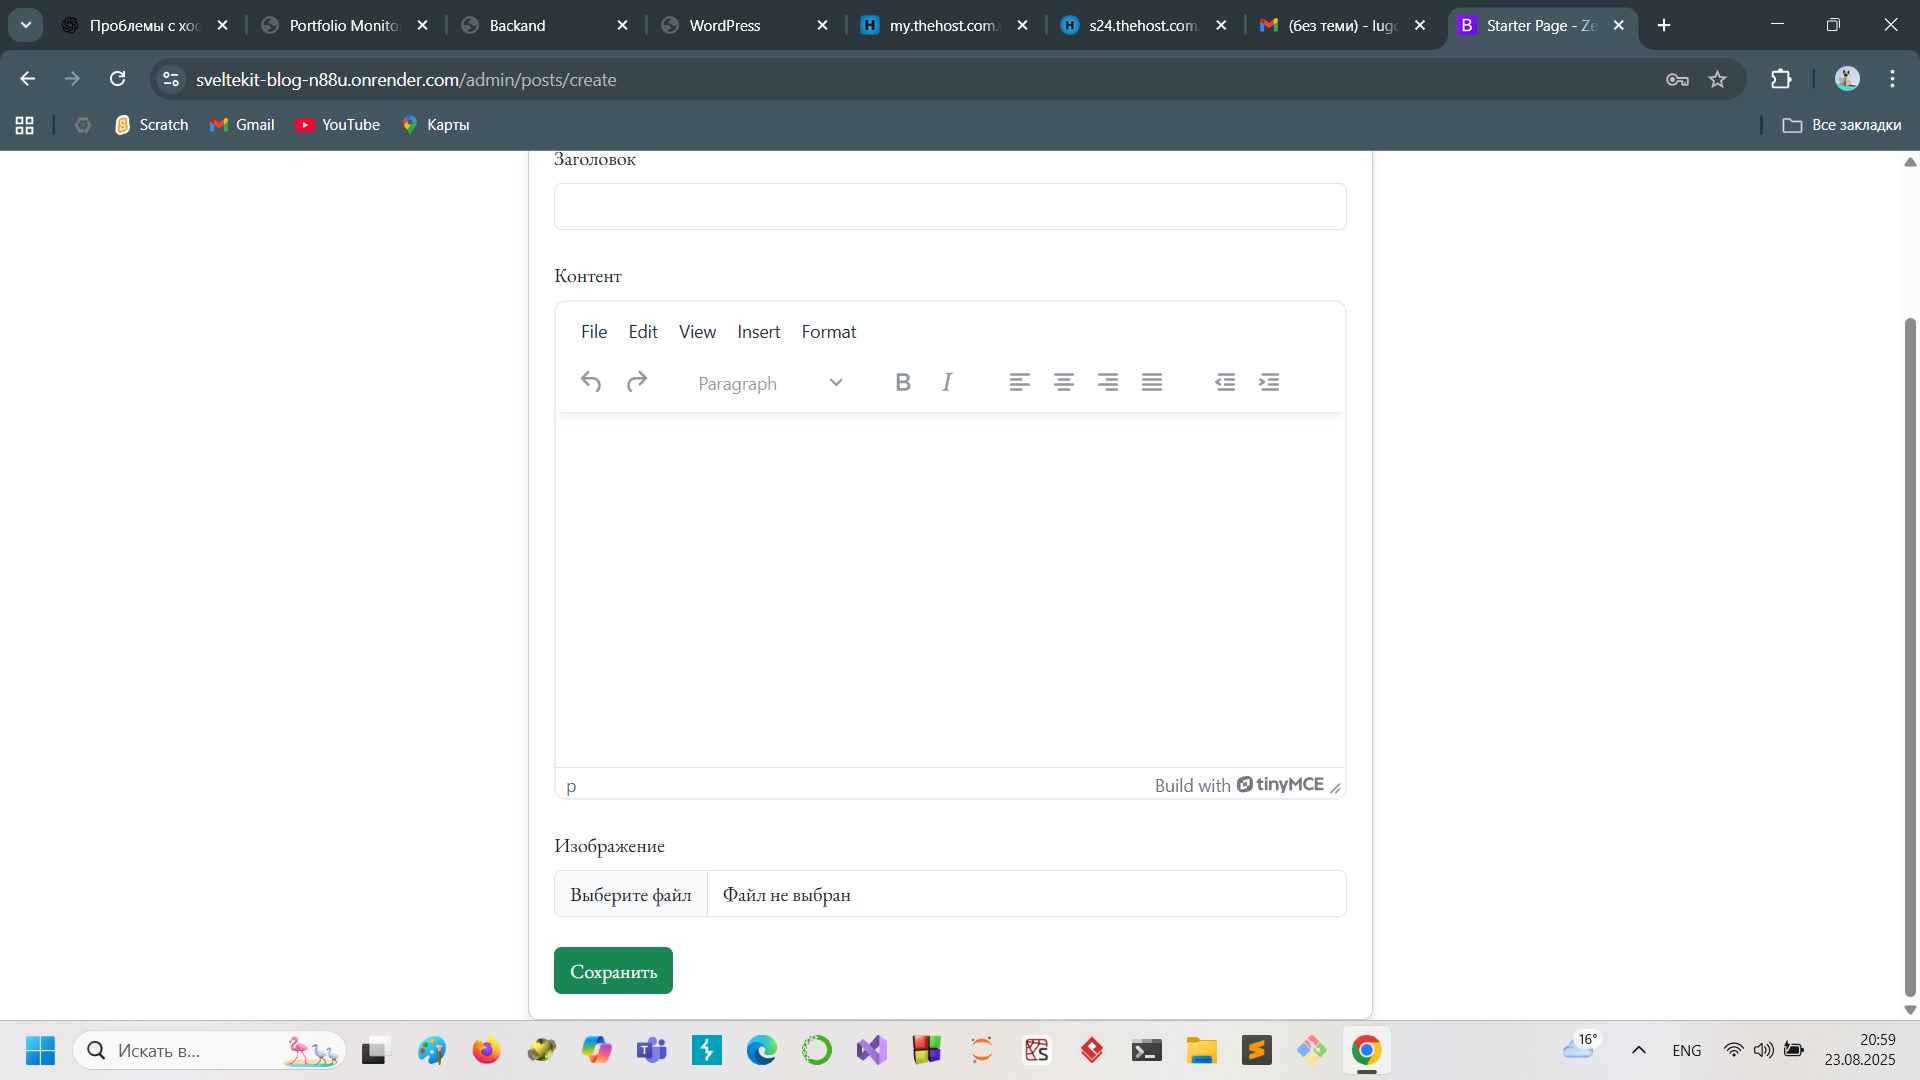 Проблемы с хос
Portfolio Monitor
Backand
WordPress
my.thehost.com.
s24.thehost.com.
(без теми) - lug
Starter Page - Ze
sveltekit-blog-n88u.onrender.com/admin/posts/create
Scratch
Gmail
YouTube
Карты
Все закладки
Заголовок
Контент
File Edit View Insert Format
Paragraph
B I
p
Build with tinyMCE
Изображение
Выберите файл Файл не выбран
Сохранить
Искать в...
16°
ENG
20:59
23.08.2025